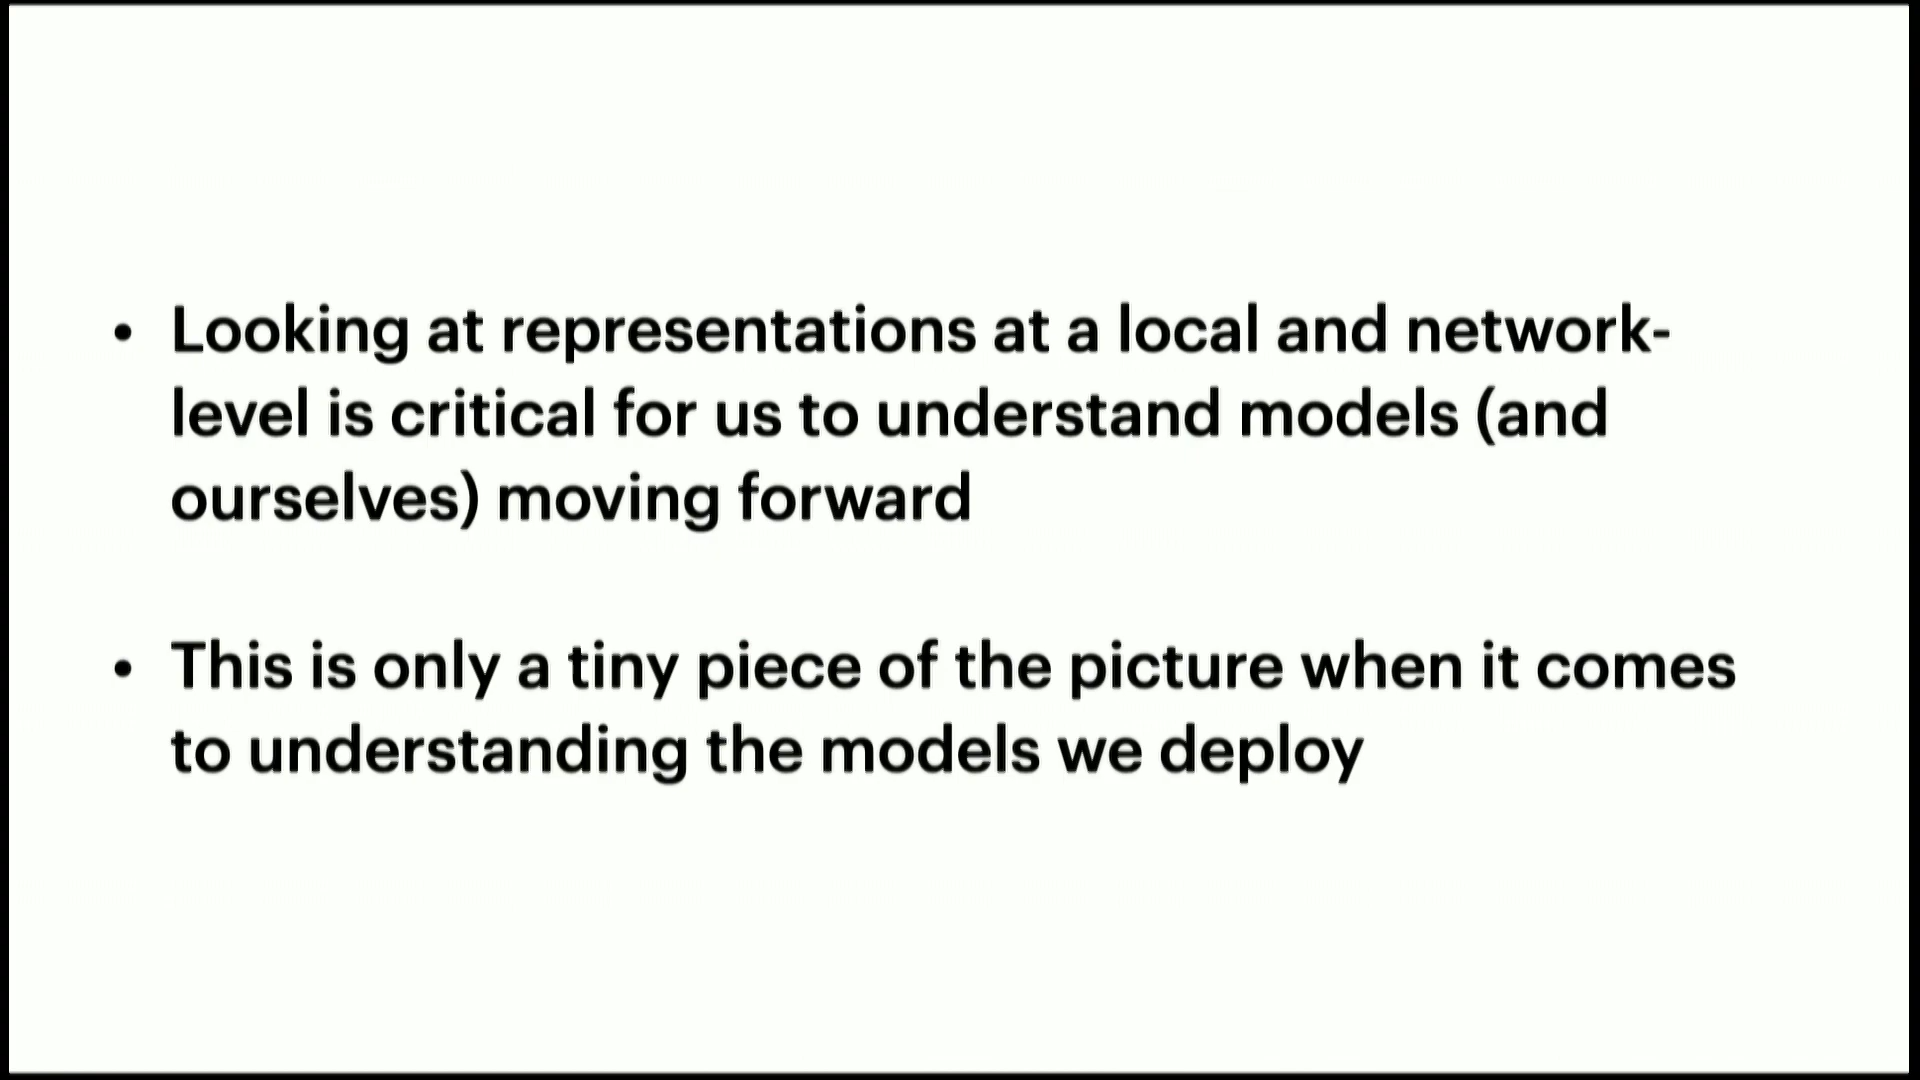 • Looking at representations at a local and network-
level is critical for us to understand models (and
ourselves) moving forward
• This is only a tiny piece of the picture when it comes
to understanding the models we deploy